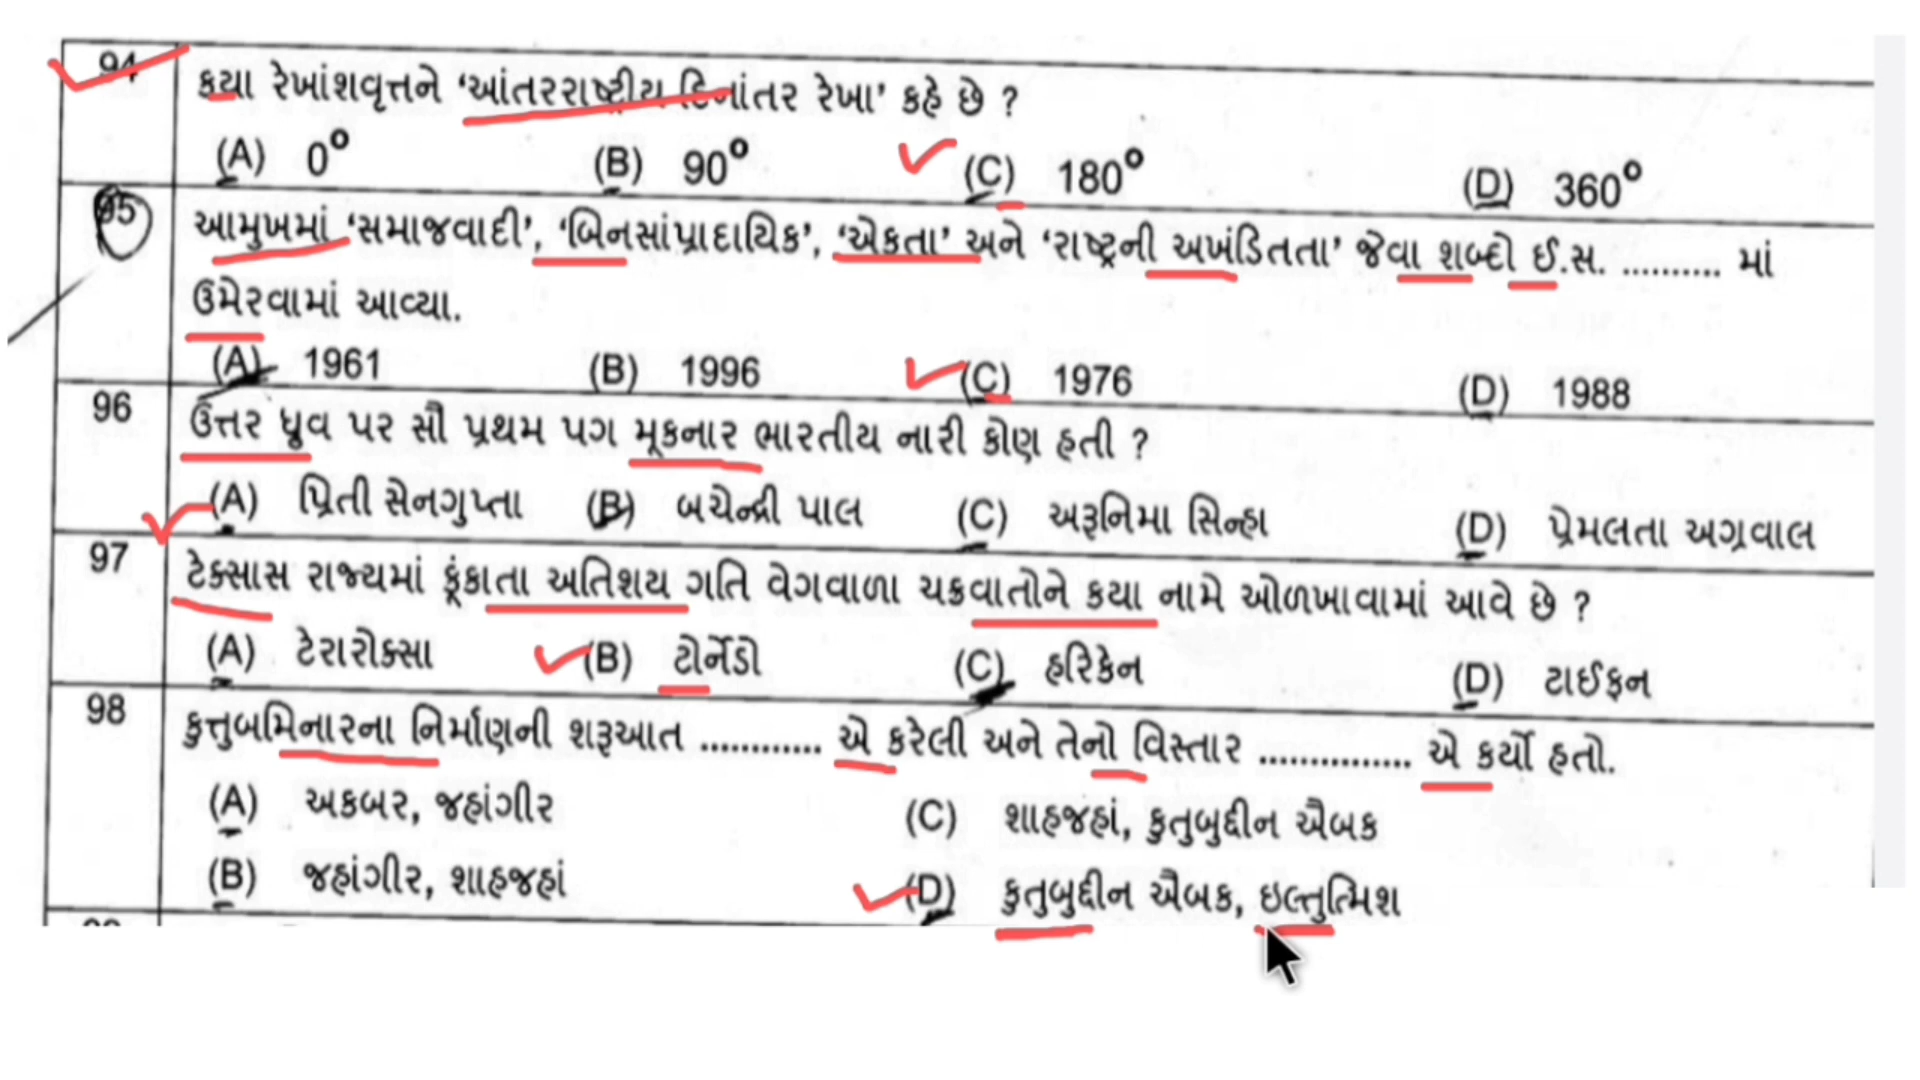 94
કયા રેખાંશવૃત્તને ‘આંતરરાષ્ટ્રીય દિનાંતર રેખા’ કહે છે ?
(A) 0° (B) 90° (C) 180° (D) 360°
95
આમુખમાં ‘સમાજવાદી’, ‘બિનસાંપ્રાદાયિક’, ‘એકતા’ અને ‘રાષ્ટ્રની અખંડિતતા’ જેવા શબ્દો ઈ.સ. .......... માં
ઉમેરવામાં આવ્યા.
(A) 1961 (B) 1996 (C) 1976 (D) 1988
96
ઉત્તર ધ્રુવ પર સૌ પ્રથમ પગ મૂકનાર ભારતીય નારી કોણ હતી ?
(A) પ્રિતી સેનગુપ્તા (B) બચેન્દ્રી પાલ (C) અરૂનિમા સિન્હા (D) પ્રેમલતા અગ્રવાલ
97
ટેક્સાસ રાજ્યમાં ફૂંકાતા અતિશય ગતિ વેગવાળા ચક્રવાતોને કયા નામે ઓળખાવામાં આવે છે ?
(A) ટેરારોક્સા (B) ટોર્નેડો (C) હરિકેન (D) ટાઈફન
98
કુત્તુબમિનારના નિર્માણની શરૂઆત ............ એ કરેલી અને તેનો વિસ્તાર ............... એ કર્યો હતો.
(A) અકબર, જહાંગીર (C) શાહજહાં, કુતુબુદ્દીન ઐબક
(B) જહાંગીર, શાહજહાં (D) કુતુબુદ્દીન ઐબક, ઇલ્તુત્મિશ